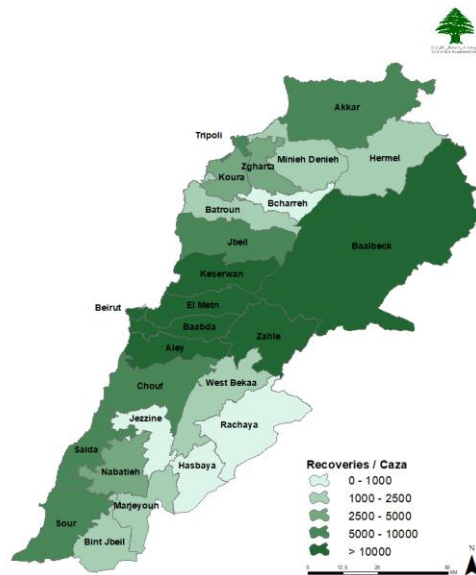 Akkar
Tripoli
Minieh Denieh
Hermel
Zgharta
Koura
Bcharreh
Batroun
Jbeil
Baalbeck
Keserwan
El Metn
Beirut
Baabda
Zahle
Aley
West Bekaa
Chouf
Jezzine
Rachaya
Saida
Hasbaya
Nabatieh
Marjeyoun
Sour
Bint Jbeil
Recoveries / Caza
0 - 1000
1000 - 2500
2500 - 5000
5000 - 10000
> 10000
N
KM